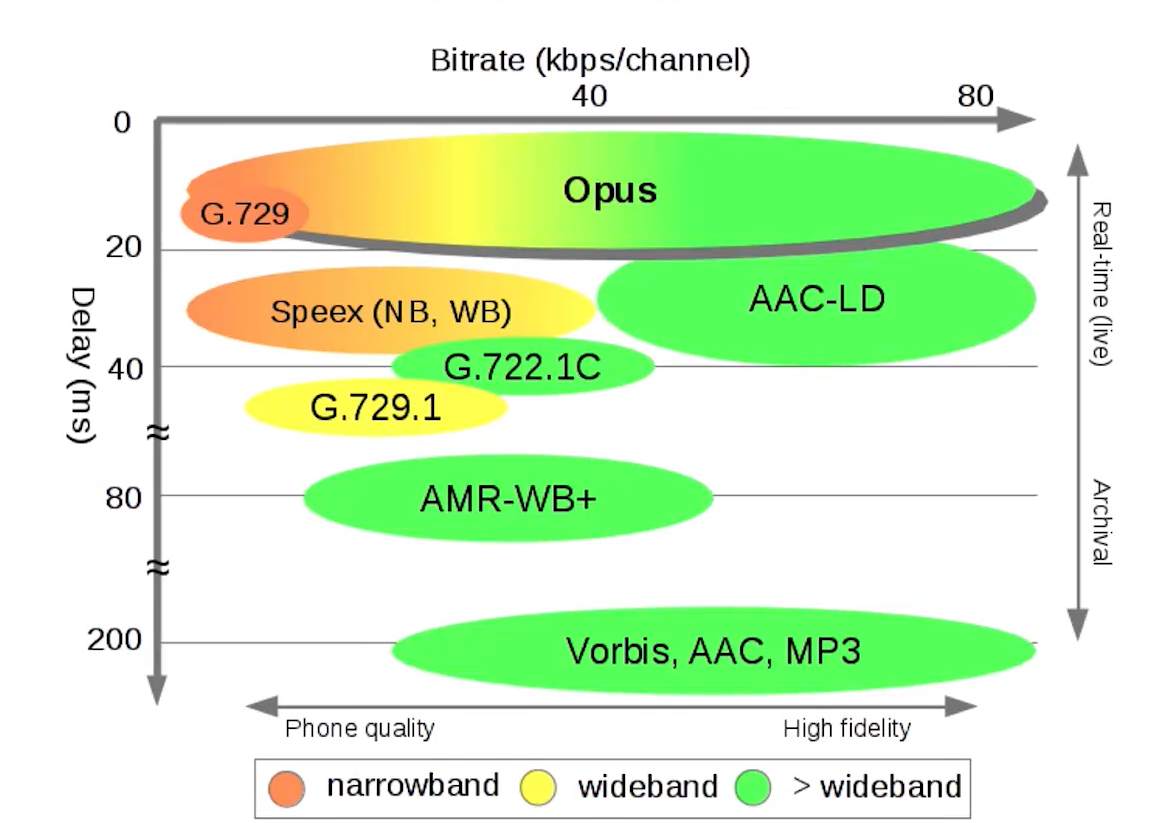 Bitrate (kbps/channel)
40 80
0
Opus
G.729
20
Speex (NB, WB)
AAC-LD
40
G.722.1C
G.729.1
≈
80
AMR-WB+
≈
200
Vorbis, AAC, MP3
Delay (ms)
Real-time (live)
Archival
Phone quality High fidelity
narrowband wideband > wideband